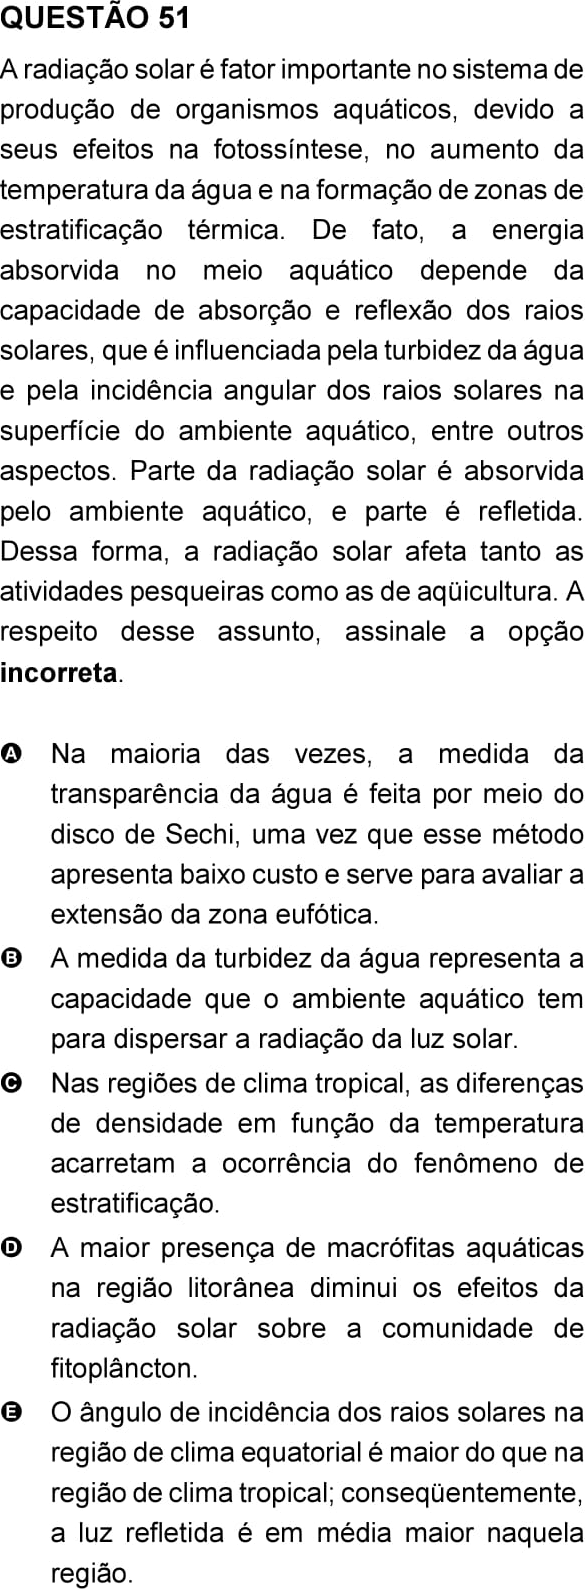 QUESTÃO 51
A radiação solar é fator importante no sistema de
produção de organismos aquáticos, devido a
seus efeitos na fotossíntese, no aumento da
temperatura da água e na formação de zonas de
estratificação térmica. De fato, a energia
absorvida no meio aquático depende da
capacidade de absorção e reflexão dos raios
solares, que é influenciada pela turbidez da água
e pela incidência angular dos raios solares na
superfície do ambiente aquático, entre outros
aspectos. Parte da radiação solar é absorvida
pelo ambiente aquático, e parte é refletida.
Dessa forma, a radiação solar afeta tanto as
atividades pesqueiras como as de aqüicultura. A
respeito desse assunto, assinale a opção
incorreta.
A Na maioria das vezes, a medida da
transparência da água é feita por meio do
disco de Sechi, uma vez que esse método
apresenta baixo custo e serve para avaliar a
extensão da zona eufótica.
B A medida da turbidez da água representa a
capacidade que o ambiente aquático tem
para dispersar a radiação da luz solar.
C Nas regiões de clima tropical, as diferenças
de densidade em função da temperatura
acarretam a ocorrência do fenômeno de
estratificação.
D A maior presença de macrófitas aquáticas
na região litorânea diminui os efeitos da
radiação solar sobre a comunidade de
fitoplâncton.
E O ângulo de incidência dos raios solares na
região de clima equatorial é maior do que na
região de clima tropical; conseqüentemente,
a luz refletida é em média maior naquela
região.